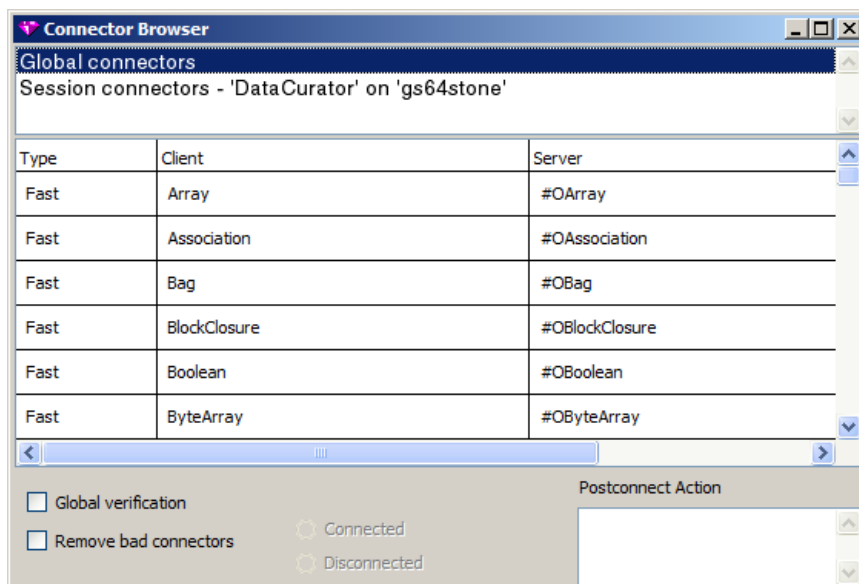 Connector Browser
Global connectors
Session connectors - 'DataCurator' on 'gs64stone'
Type Client Server
Fast Array #OArray
Fast Association #OAssociation
Fast Bag #OBag
Fast BlockClosure #OBlockClosure
Fast Boolean #OBoolean
Fast ByteArray #OByteArray
Global verification
Remove bad connectors
Connected
Disconnected
Postconnect Action